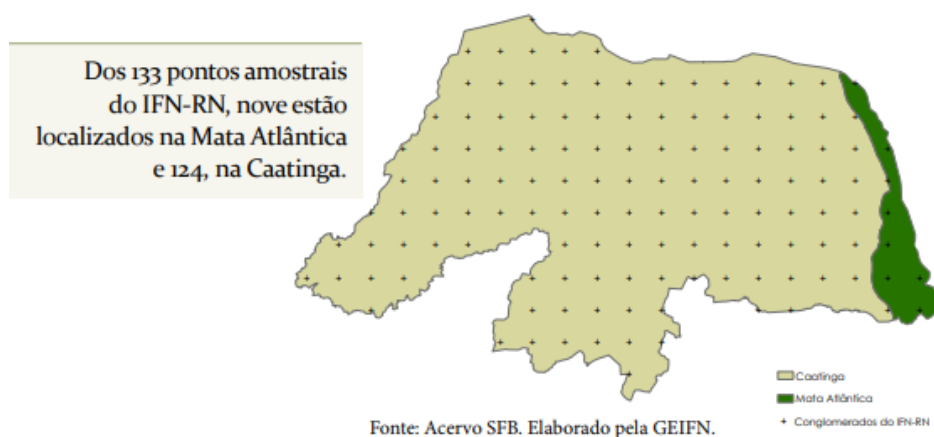 Dos 133 pontos amostrais
do IFN-RN, nove estão
localizados na Mata Atlântica
e 124, na Caatinga.
Caatinga
Mata Atlântica
Conglomerados do IFN-RN
Fonte: Acervo SFB. Elaborado pela GEIFN.